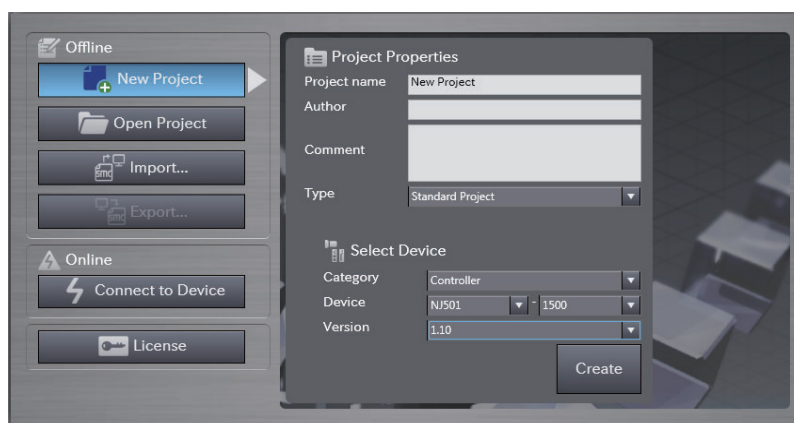 Offline
New Project
Open Project
Import...
Export...
Online
Connect to Device
License
Project Properties
Project name New Project
Author
Comment
Type Standard Project
Select Device
Category Controller
Device NJ501 - 1500
Version 1.10
Create